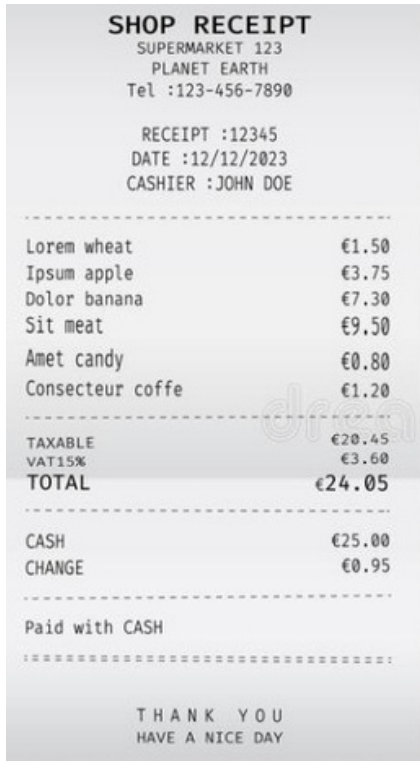 SHOP RECEIPT
SUPERMARKET 123
PLANET EARTH
Tel :123-456-7890
RECEIPT :12345
DATE :12/12/2023
CASHIER :JOHN DOE
Lorem wheat €1.50
Ipsum apple €3.75
Dolor banana €7.30
Sit meat €9.50
Amet candy €0.80
Consecteur coffe €1.20
drea
TAXABLE €20.45
VAT15% €3.60
TOTAL €24.05
CASH €25.00
CHANGE €0.95
Paid with CASH
THANK YOU
HAVE A NICE DAY